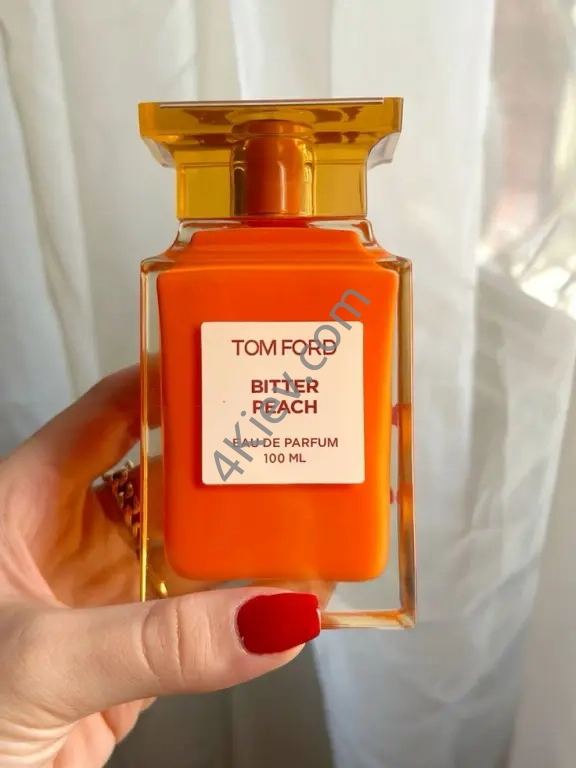 TOM FORD
BITTER
PEACH
EAU DE PARFUM
100 ML
4Kiev.com